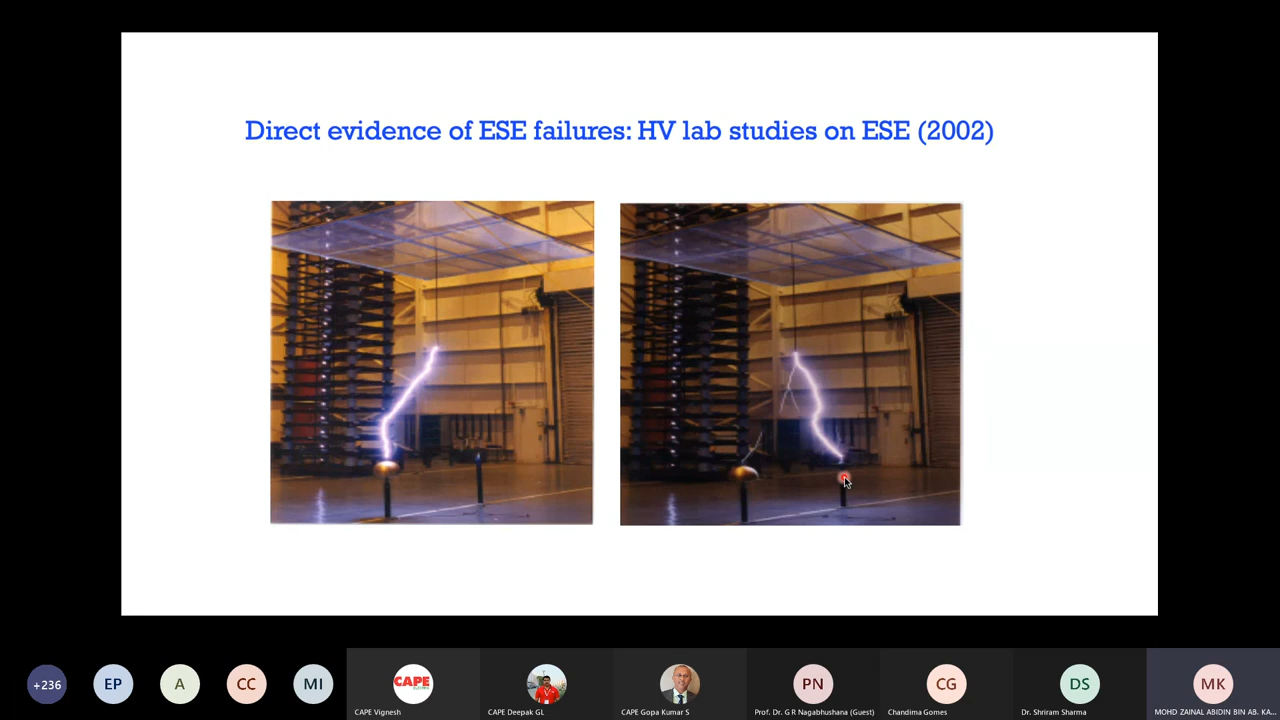 Direct evidence of ESE failures: HV lab studies on ESE (2002)
+236
EP
A
CC
MI
CAPE
PN
CG
DS
MK
CAPE Vignesh
CAPE Deepak GL
CAPE Gopa Kumar S
Prof. Dr. G R Nagabhushana (Guest)
Chandima Gomes
Dr. Shriram Sharma
MOHD ZAINAL ABIDIN BIN AB. KA...